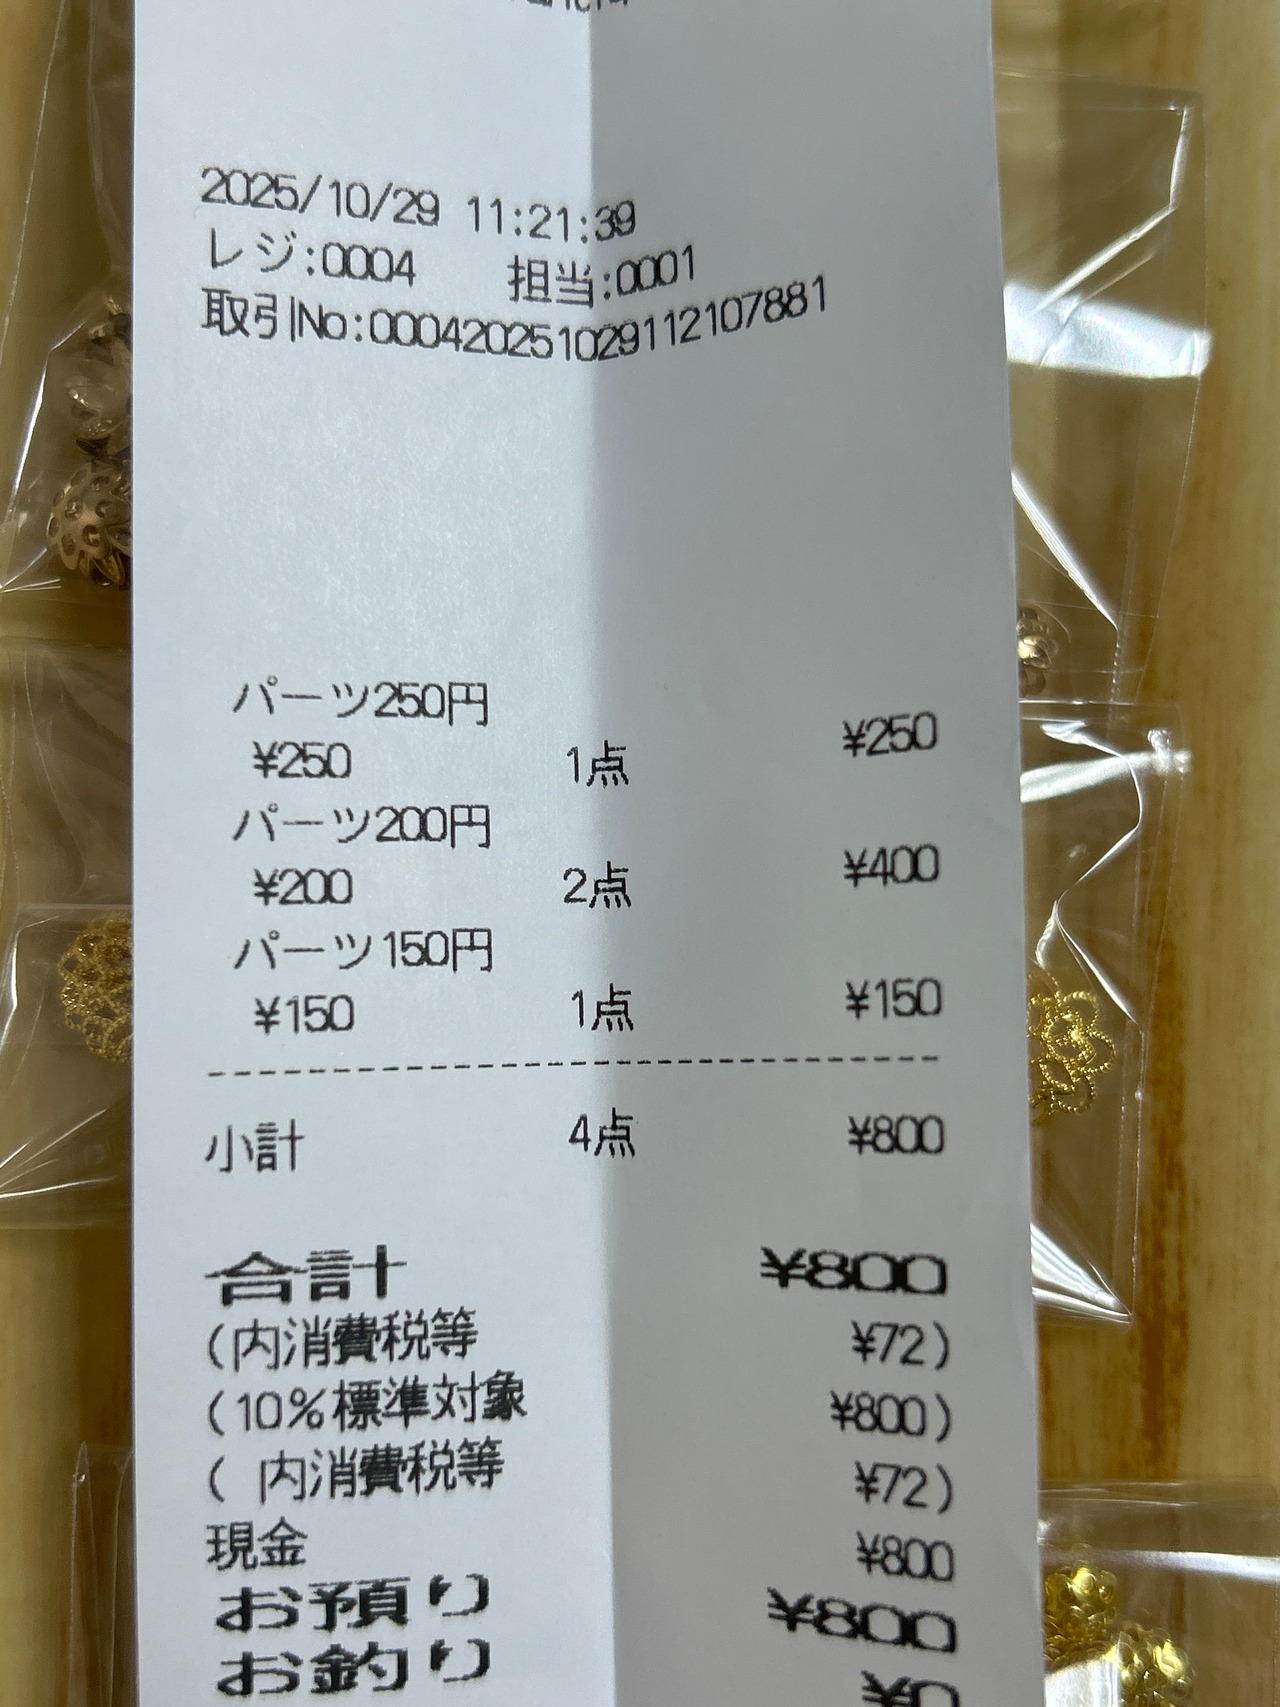 2025/10/29 11:21:39
レジ:0004 担当:0001
取引No:00042025102911210788​1
パーツ250円
¥250 1点 ¥250
パーツ200円
¥200 2点 ¥400
パーツ150円
¥150 1点 ¥150
小計 4点 ¥800
合計 ¥800
(内消費税等 ¥72)
(10%標準対象 ¥800)
( 内消費税等 ¥72)
現金 ¥800
お預り ¥800
お釣り ¥0